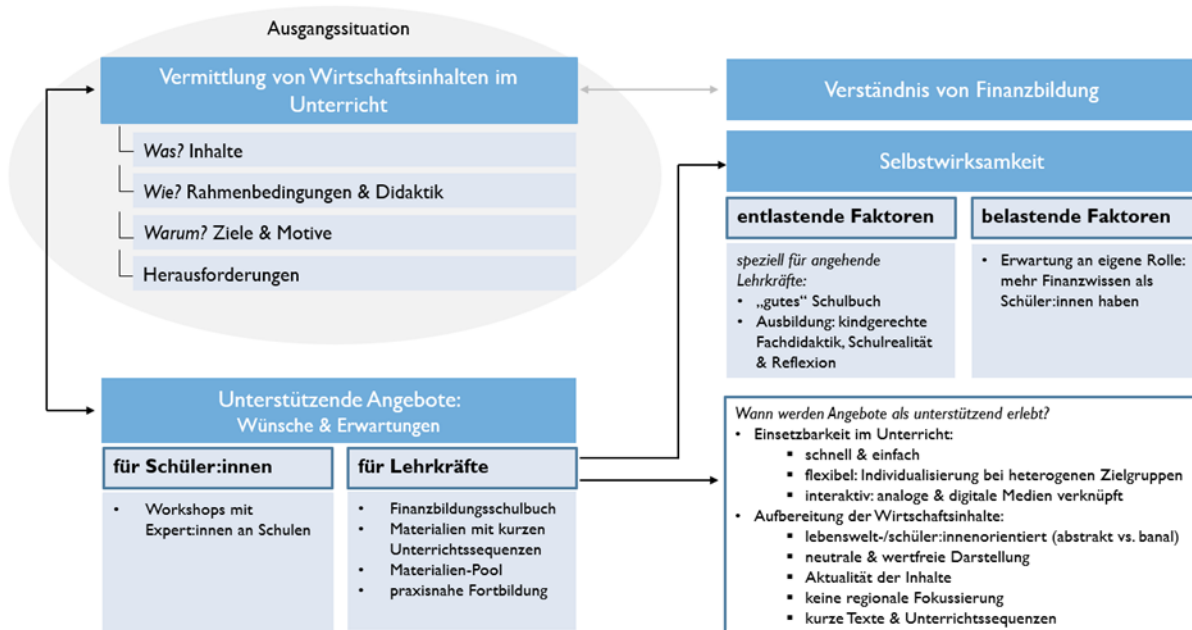 Ausgangssituation
Vermittlung von Wirtschaftsinhalten im
Unterricht
Was? Inhalte
Wie? Rahmenbedingungen & Didaktik
Warum? Ziele & Motive
Herausforderungen
Verständnis von Finanzbildung
Selbstwirksamkeit
entlastende Faktoren
speziell für angehende
Lehrkräfte:
• „gutes“ Schulbuch
• Ausbildung: kindgerechte
Fachdidaktik, Schulrealität
& Reflexion
belastende Faktoren
• Erwartung an eigene Rolle:
mehr Finanzwissen als
Schüler:innen haben
Unterstützende Angebote:
Wünsche & Erwartungen
für Schüler:innen
• Workshops mit
Expert:innen an Schulen
für Lehrkräfte
• Finanzbildungsschulbuch
• Materialien mit kurzen
Unterrichtssequenzen
• Materialien-Pool
• praxisnahe Fortbildung
Wann werden Angebote als unterstützend erlebt?
• Einsetzbarkeit im Unterricht:
▪ schnell & einfach
▪ flexibel: Individualisierung bei heterogenen Zielgruppen
▪ interaktiv: analoge & digitale Medien verknüpft
• Aufbereitung der Wirtschaftsinhalte:
▪ lebenswelt-/schüler:innenorientiert (abstrakt vs. banal)
▪ neutrale & wertfreie Darstellung
▪ Aktualität der Inhalte
▪ keine regionale Fokussierung
▪ kurze Texte & Unterrichtssequenzen